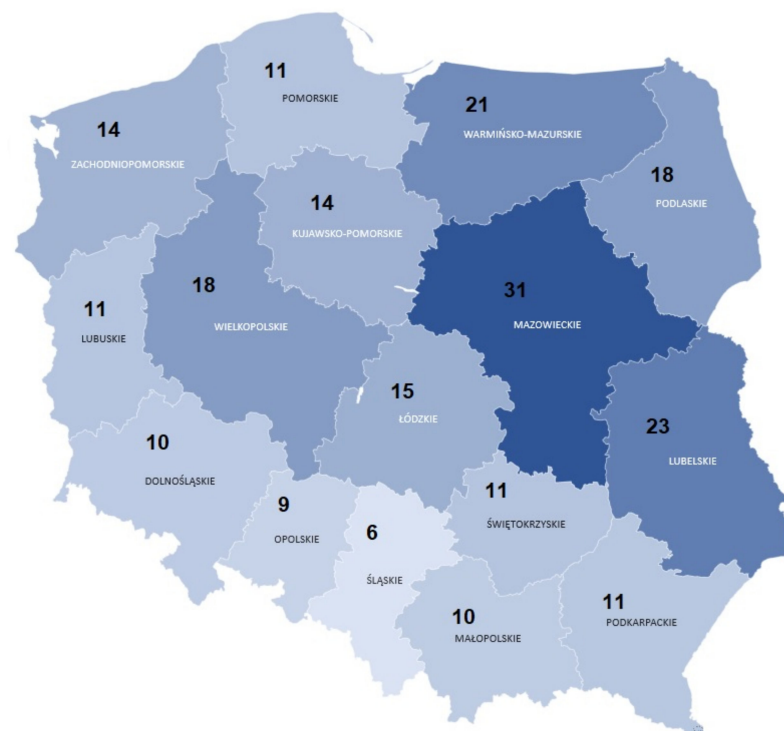 11
POMORSKIE
21
WARMIŃSKO-MAZURSKIE
14
ZACHODNIOPOMORSKIE
18
PODLASKIE
14
KUJAWSKO-POMORSKIE
18
WIELKOPOLSKIE
31
MAZOWIECKIE
11
LUBUSKIE
15
ŁÓDZKIE
23
LUBELSKIE
10
DOLNOŚLĄSKIE
11
ŚWIĘTOKRZYSKIE
9
OPOLSKIE
6
ŚLĄSKIE
11
PODKARPACKIE
10
MAŁOPOLSKIE